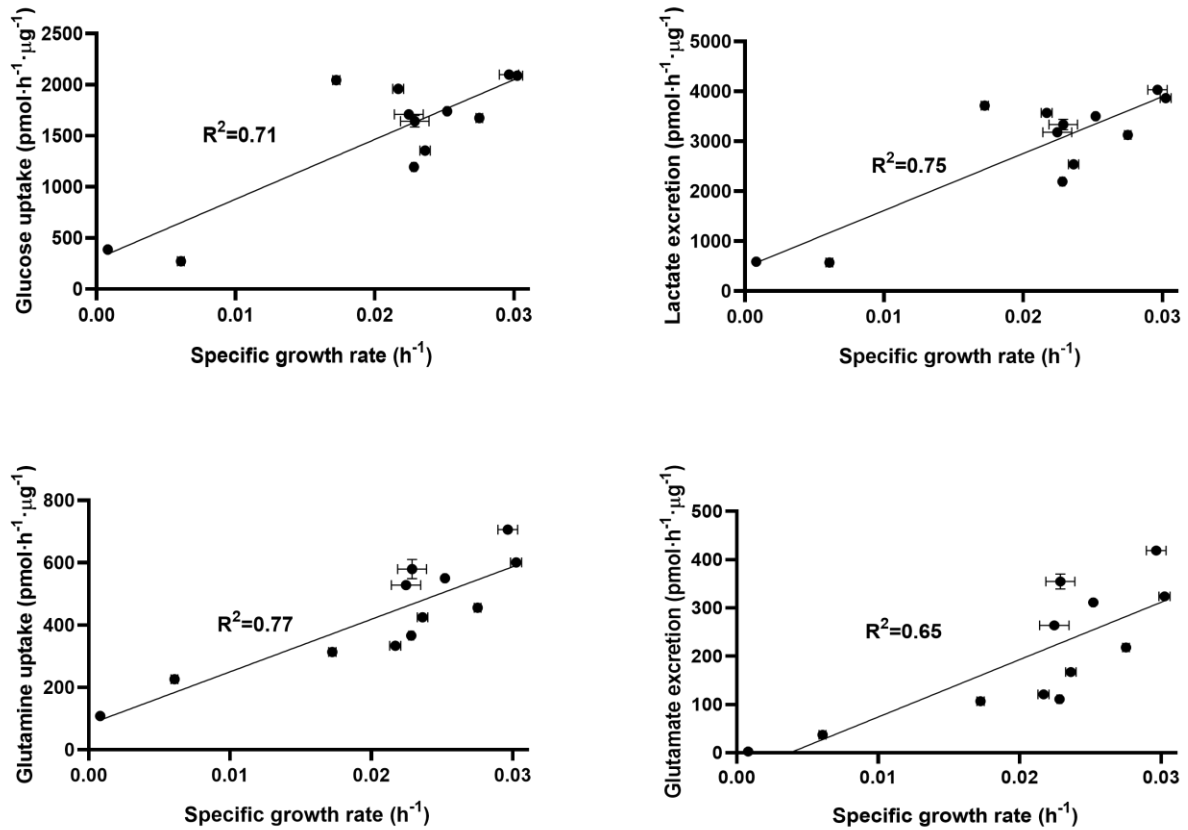 Glucose uptake (pmol·h⁻¹·μg⁻¹)
2500
2000
1500
1000
500
0
R²=0.71
0.00 0.01 0.02 0.03
Specific growth rate (h⁻¹)
Lactate excretion (pmol·h⁻¹·μg⁻¹)
5000
4000
3000
2000
1000
0
R²=0.75
0.00 0.01 0.02 0.03
Specific growth rate (h⁻¹)
Glutamine uptake (pmol·h⁻¹·μg⁻¹)
800
600
400
200
0
R²=0.77
0.00 0.01 0.02 0.03
Specific growth rate (h⁻¹)
Glutamate excretion (pmol·h⁻¹·μg⁻¹)
500
400
300
200
100
0
R²=0.65
0.00 0.01 0.02 0.03
Specific growth rate (h⁻¹)